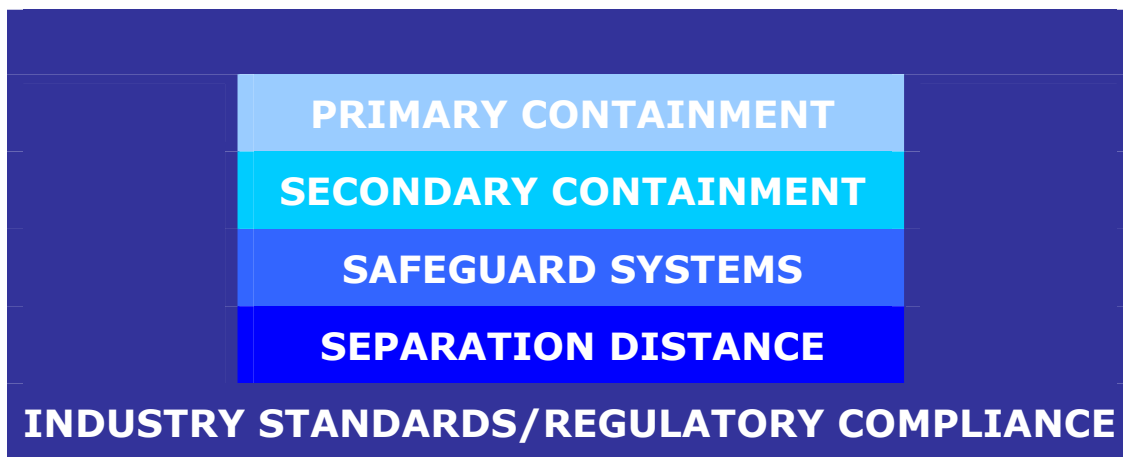 PRIMARY CONTAINMENT
SECONDARY CONTAINMENT
SAFEGUARD SYSTEMS
SEPARATION DISTANCE
INDUSTRY STANDARDS/REGULATORY COMPLIANCE